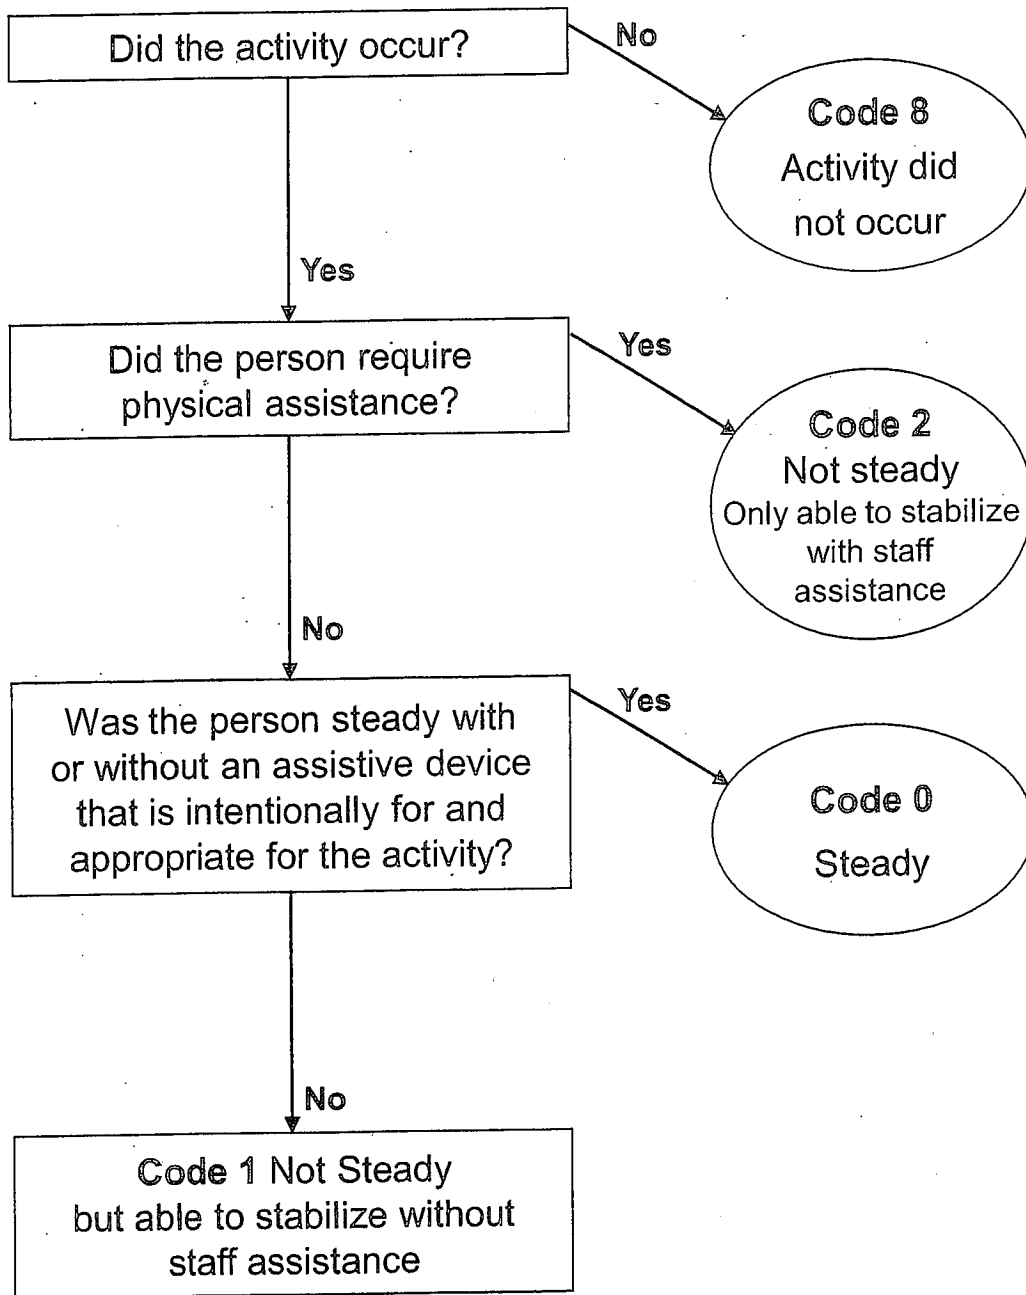 Did the activity occur?
No
Code 8
Activity did
not occur
Yes
Did the person require
physical assistance?
Yes
Code 2
Not steady
Only able to stabilize
with staff
assistance
No
Was the person steady with
or without an assistive device
that is intentionally for and
appropriate for the activity?
Yes
Code 0
Steady
No
Code 1 Not Steady
but able to stabilize without
staff assistance